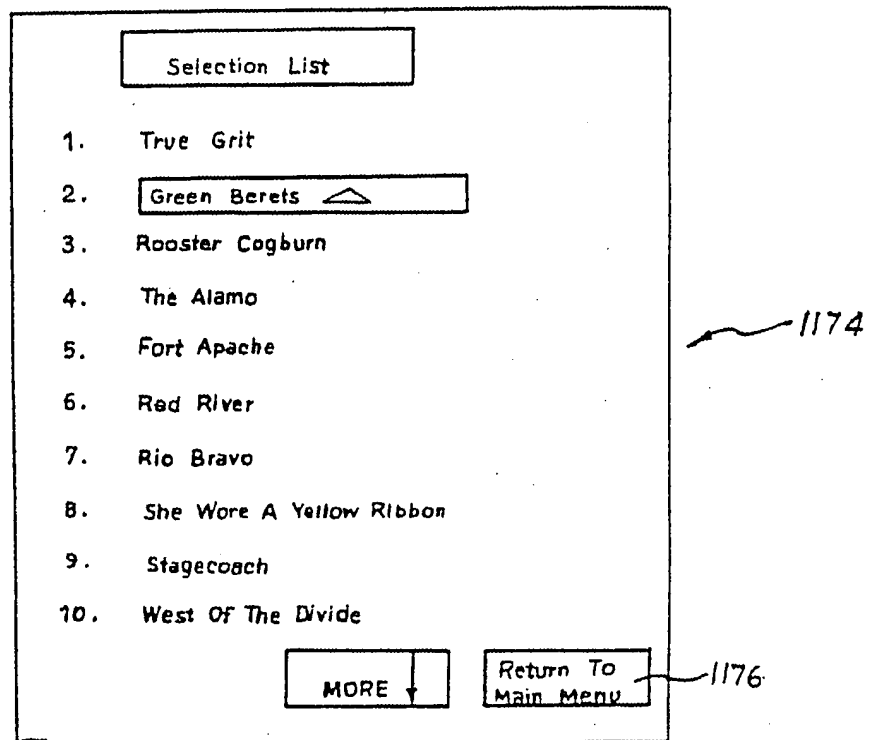 Selection List
1. True Grit
2. Green Berets
3. Rooster Cogburn
4. The Alamo
5. Fort Apache
6. Red River
7. Rio Bravo
8. She Wore A Yellow Ribbon
9. Stagecoach
10. West Of The Divide
MORE
Return To
Main Menu
1174
1176